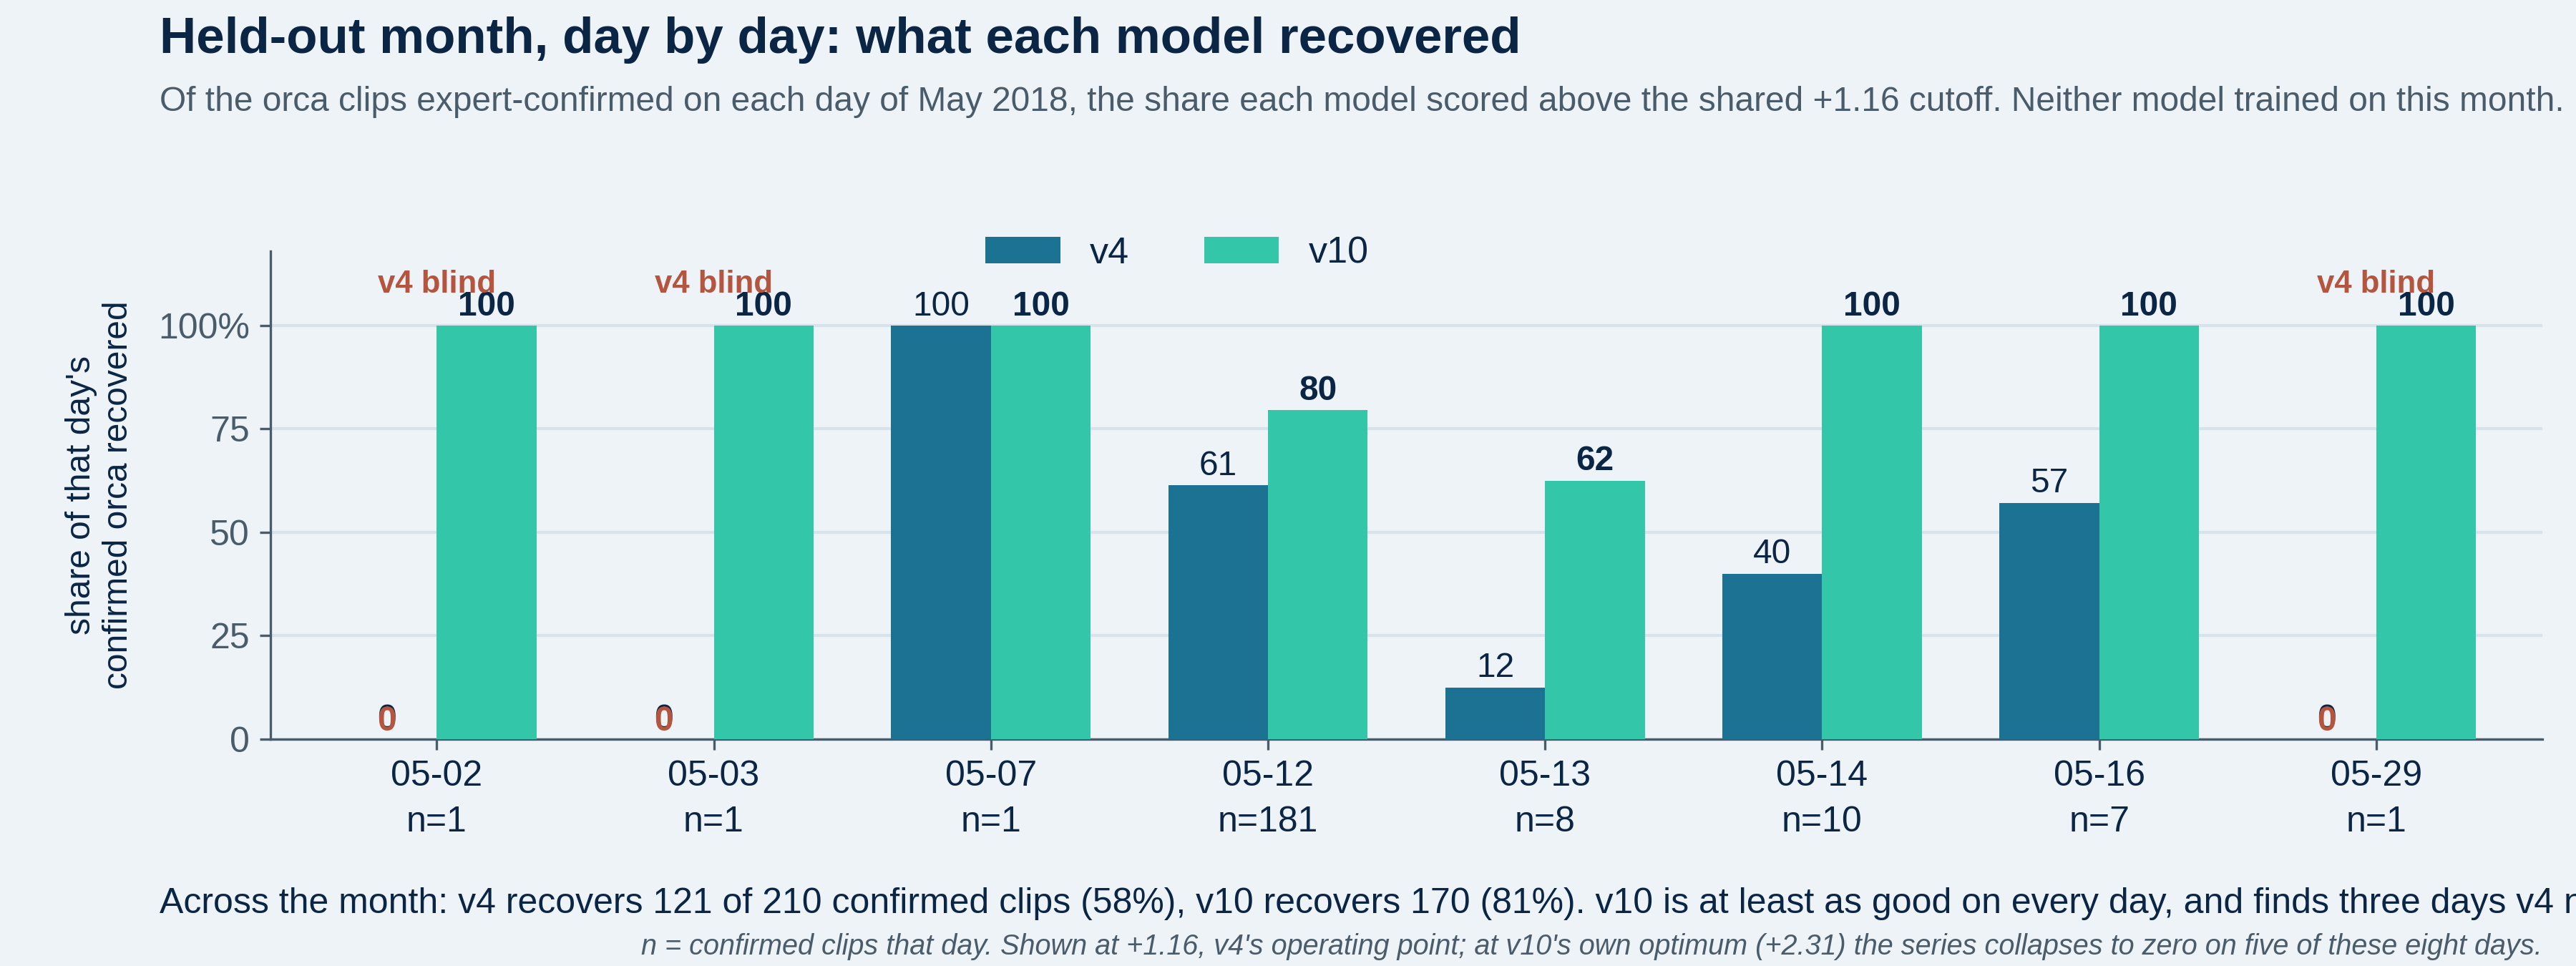 Held-out month, day by day: what each model recovered
Of the orca clips expert-confirmed on each day of May 2018, the share each model scored above the shared +1.16 cutoff. Neither model trained on this month.
v4 v10
v4 blind v4 blind v4 blind
100 100 100 100 100 100 100
80
61
62
12
40
57
0 0 0
share of that day's
confirmed orca recovered
100%
75
50
25
0
05-02 05-03 05-07 05-12 05-13 05-14 05-16 05-29
n=1 n=1 n=1 n=181 n=8 n=10 n=7 n=1
Across the month: v4 recovers 121 of 210 confirmed clips (58%), v10 recovers 170 (81%). v10 is at least as good on every day, and finds three days v4
n = confirmed clips that day. Shown at +1.16, v4's operating point; at v10's own optimum (+2.31) the series collapses to zero on five of these eight days.